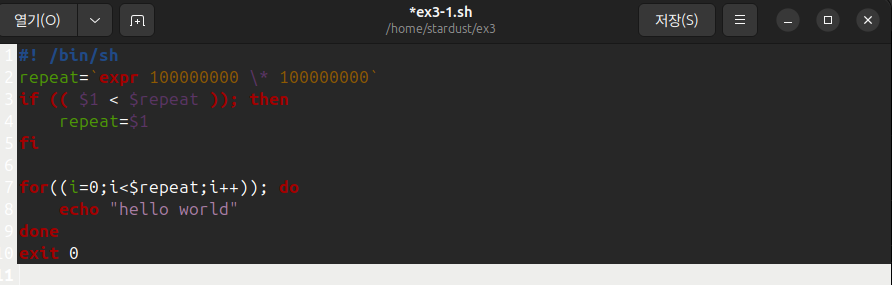 열기(O)
*ex3-1.sh
/home/stardust/ex3
저장(S)
1 #! /bin/sh
2 repeat=`expr 100000000 \* 100000000`
3 if (( $1 < $repeat )); then
4     repeat=$1
5 fi
6
7 for((i=0;i<$repeat;i++)); do
8     echo "hello world"
9 done
10 exit 0
11